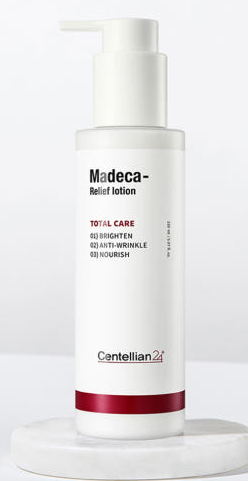 Madeca-
Relief lotion
TOTAL CARE
01) BRIGHTEN
02) ANTI-WRINKLE
03) NOURISH
Centellian24